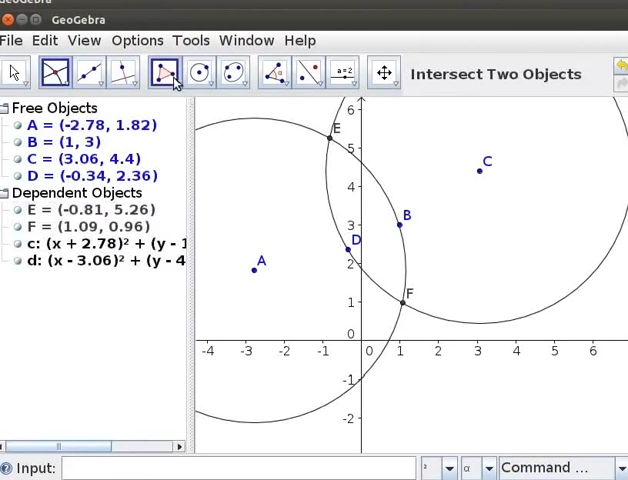 GeoGebra
File Edit View Options Tools Window Help
a=2
Intersect Two Objects
Free Objects
A = (-2.78, 1.82)
B = (1, 3)
C = (3.06, 4.4)
D = (-0.34, 2.36)
Dependent Objects
E = (-0.81, 5.26)
F = (1.09, 0.96)
c: (x + 2.78)² + (y - 1
d: (x - 3.06)² + (y - 4
6
E
5
C
4
B
3
D
2
A
F
1
0
-4 -3 -2 -1 0 1 2 3 4 5 6
-1
-2
Input:
² α Command ...